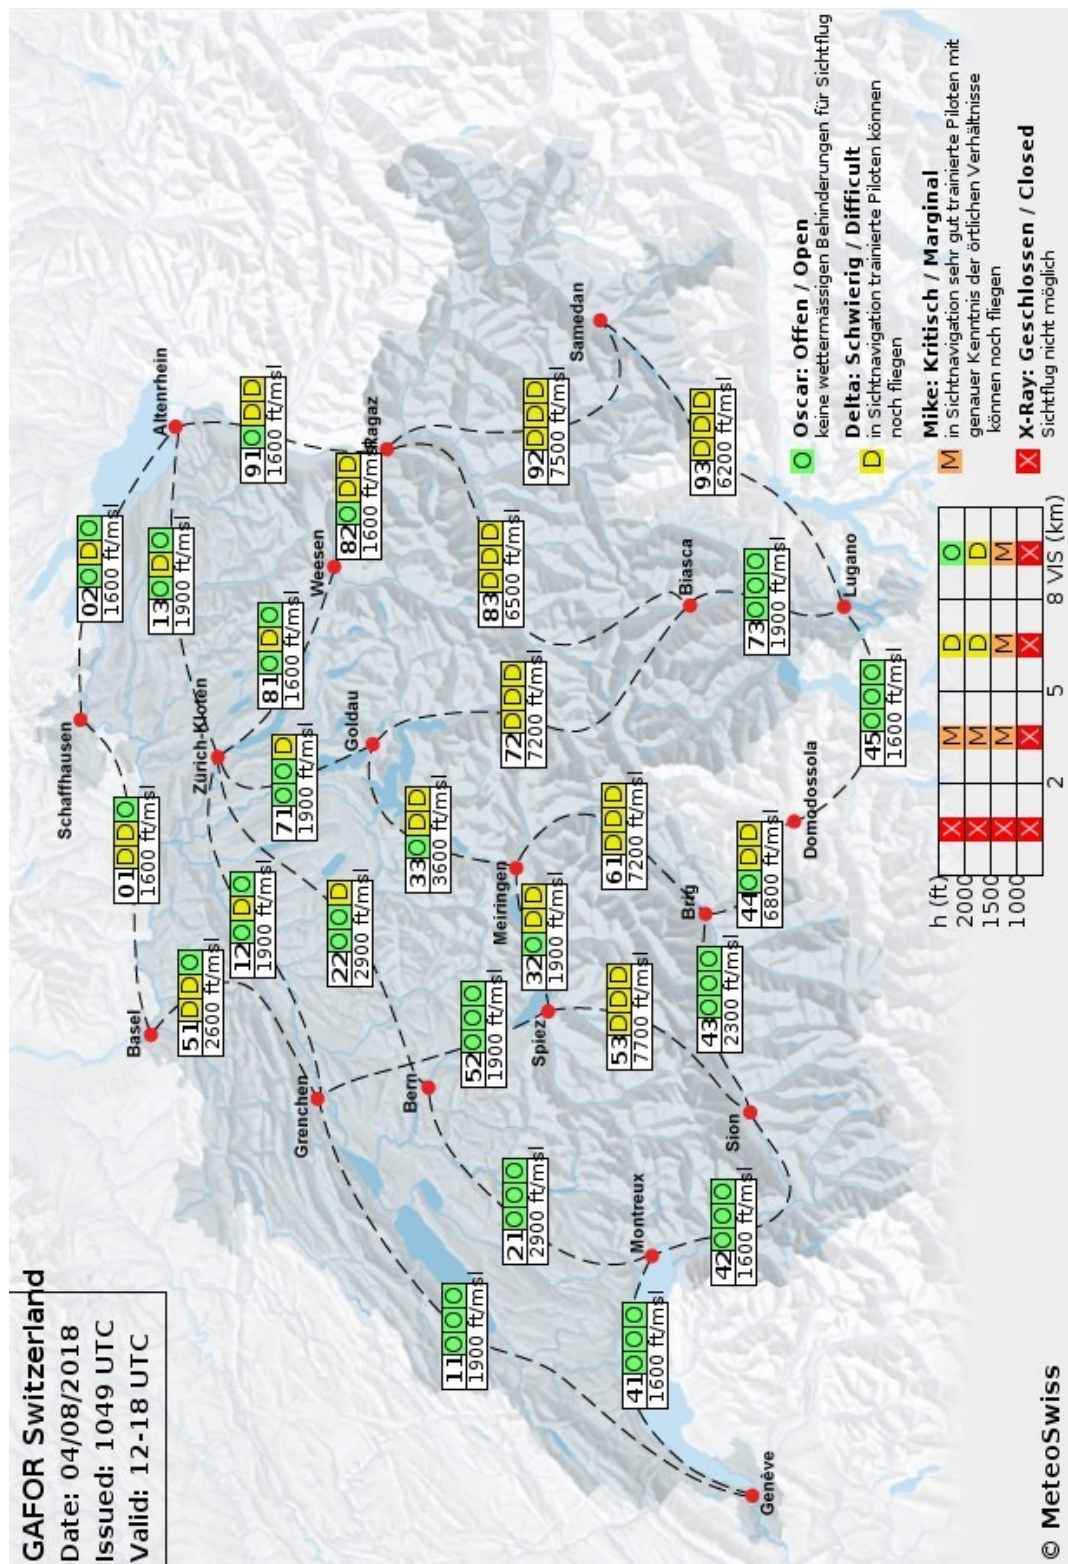 GAFOR Switzerland
Date: 04/08/2018
Issued: 1049 UTC
Valid: 12-18 UTC
Schaffhausen
Altenrhein
Basel
Zürich-Kloten
Weesen
Ragaz
Grenchen
Bern
Goldau
Meiringen
Spiez
Samedan
Biasca
Brig
Montreux
Sion
Domodossola
Lugano
Genève
01 D D O
1600 ft/msl
02 O D O
1600 ft/msl
51 D D O
2600 ft/msl
12 O D O
1900 ft/msl
13 O D O
1900 ft/msl
91 O D D
1600 ft/msl
81 O D O
1600 ft/msl
71 O O D
1900 ft/msl
22 O O D
2900 ft/msl
82 O D D
1600 ft/msl
33 O D D
3600 ft/msl
11 O O O
1900 ft/msl
52 O O O
1900 ft/msl
83 D D D
6500 ft/msl
21 O O O
2900 ft/msl
32 O D D
1900 ft/msl
72 D D D
7200 ft/msl
92 D D D
7500 ft/msl
53 D D D
7700 ft/msl
61 D D D
7200 ft/msl
41 O O O
1600 ft/msl
43 O O O
2300 ft/msl
93 D D D
6200 ft/msl
42 O O O
1600 ft/msl
44 O D D
6800 ft/msl
73 O O O
1900 ft/msl
45 O O O
1600 ft/msl
O Oscar: Offen / Open
keine wettermässigen Behinderungen für Sichtflug
D Delta: Schwierig / Difficult
in Sichtnavigation trainierte Piloten können
noch fliegen
M Mike: Kritisch / Marginal
in Sichtnavigation sehr gut trainierte Piloten mit
genauer Kenntnis der örtlichen Verhältnisse
können noch fliegen
X X-Ray: Geschlossen / Closed
Sichtflug nicht möglich
h (ft)
X M D O
2000
X M D D
1500
X M M M
1000
X X X X
2 5 8 VIS (km)
© MeteoSwiss